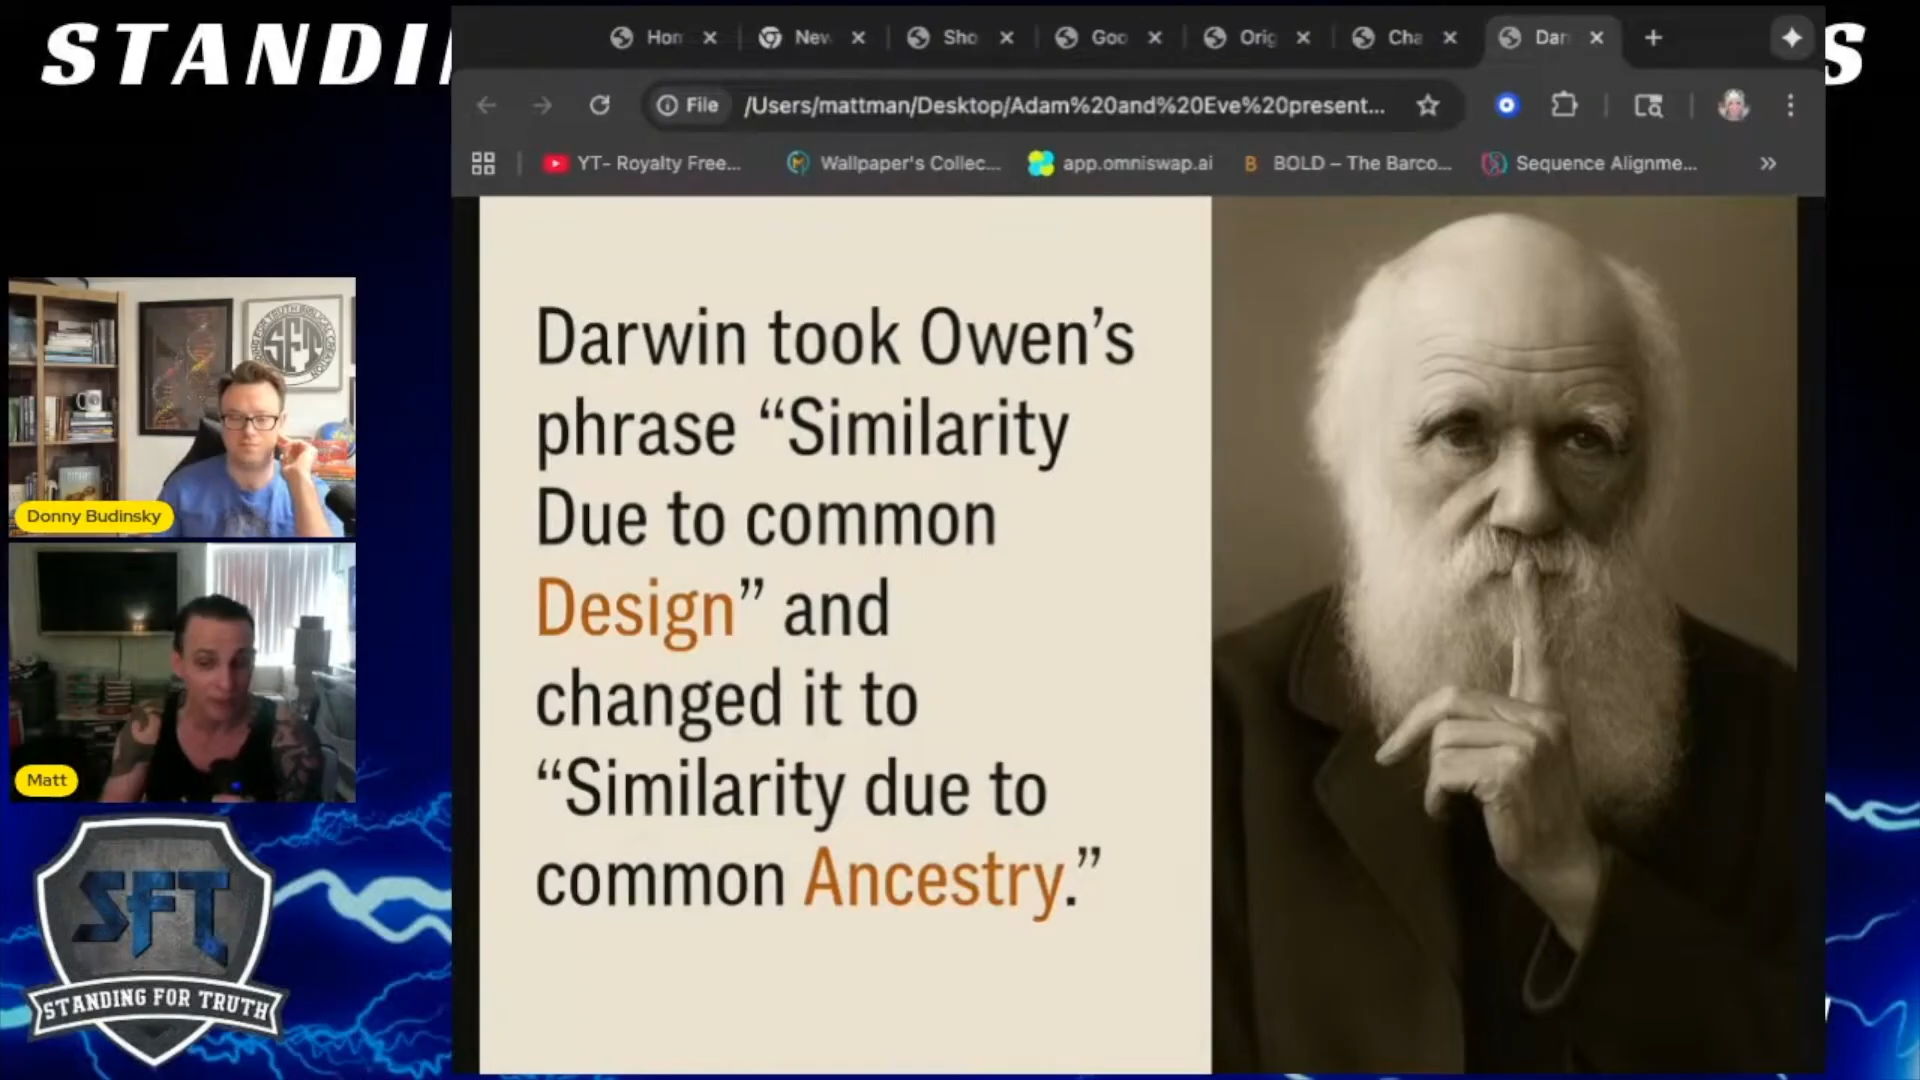 STANDI
S
Hon
New
Sho
Goo
Orig
Cha
Dar
File
/Users/mattman/Desktop/Adam%20and%20Eve%20present...
YT- Royalty Free...
Wallpaper's Collec...
app.omniswap.ai
BOLD – The Barco...
Sequence Alignme...
Darwin took Owen’s
phrase “Similarity
Due to common
Design” and
changed it to
“Similarity due to
common Ancestry.”
SFT
Donny Budinsky
Matt
SFT
STANDING FOR TRUTH